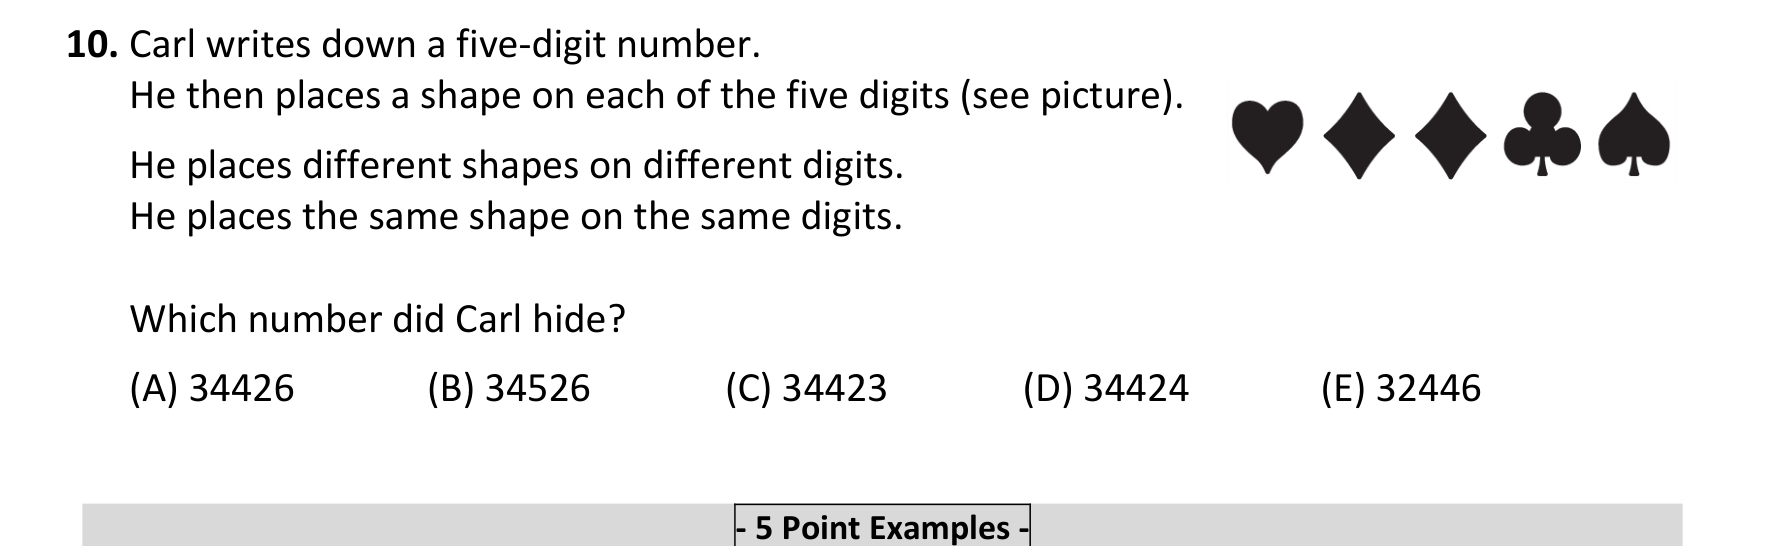 10. Carl writes down a five-digit number.
He then places a shape on each of the five digits (see picture).
He places different shapes on different digits.
He places the same shape on the same digits.
Which number did Carl hide?
(A) 34426 (B) 34526 (C) 34423 (D) 34424 (E) 32446
- 5 Point Examples -